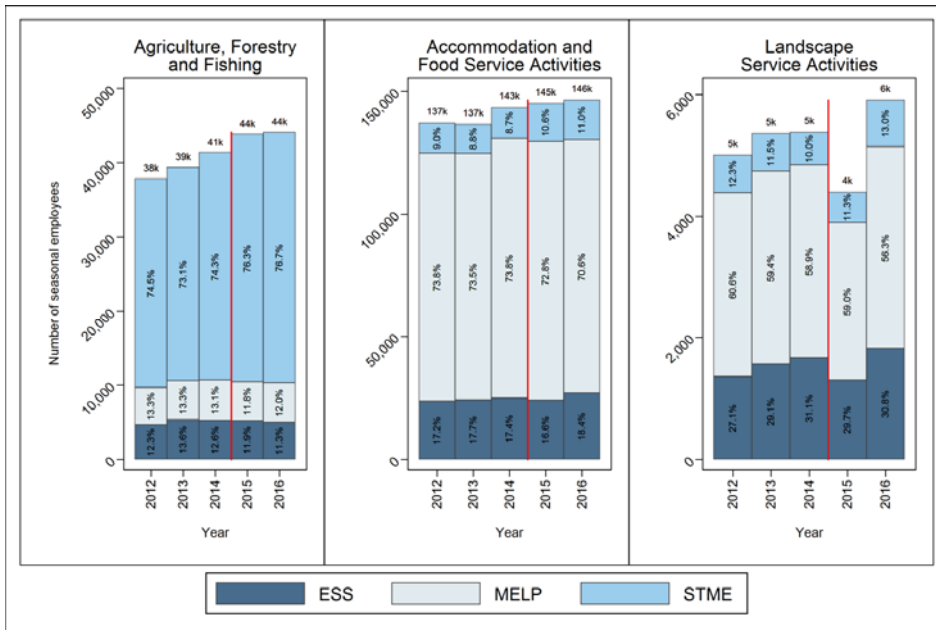 Agriculture, Forestry
and Fishing
Number of seasonal employees
50,000
40,000
30,000
20,000
10,000
0
38k
39k
41k
44k
44k
74.5%
73.1%
74.3%
76.3%
76.7%
13.3%
13.3%
13.1%
11.8%
12.0%
12.3%
13.6%
12.6%
11.9%
11.3%
2012
2013
2014
2015
2016
Year
Accommodation and
Food Service Activities
150,000
100,000
50,000
0
137k
137k
143k
145k
146k
9.0%
8.8%
8.7%
10.6%
11.0%
73.8%
73.5%
73.8%
72.8%
70.6%
17.2%
17.7%
17.4%
16.6%
18.4%
2012
2013
2014
2015
2016
Year
Landscape
Service Activities
6,000
4,000
2,000
0
5k
5k
5k
4k
6k
12.3%
11.5%
10.0%
11.3%
13.0%
60.6%
59.4%
58.9%
59.0%
56.3%
27.1%
29.1%
31.1%
29.7%
30.8%
2012
2013
2014
2015
2016
Year
ESS
MELP
STME